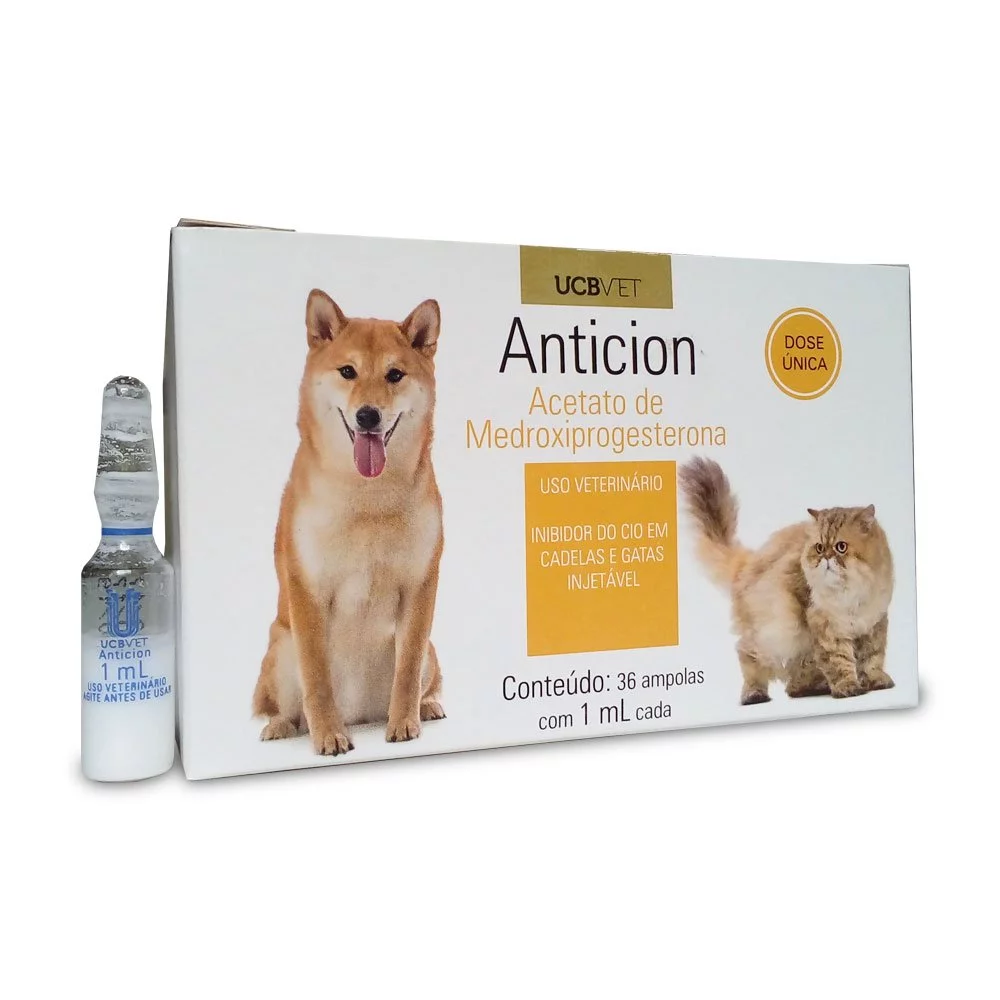 UCBVET
Anticion
Acetato de
Medroxiprogesterona
DOSE
ÚNICA
USO VETERINÁRIO
INIBIDOR DO CIO EM
CADELAS E GATAS
INJETÁVEL
Conteúdo: 36 ampolas
com 1 mL cada
UCBVET
Anticion
1 mL
USO VETERINÁRIO
AGITE ANTES DE USAR